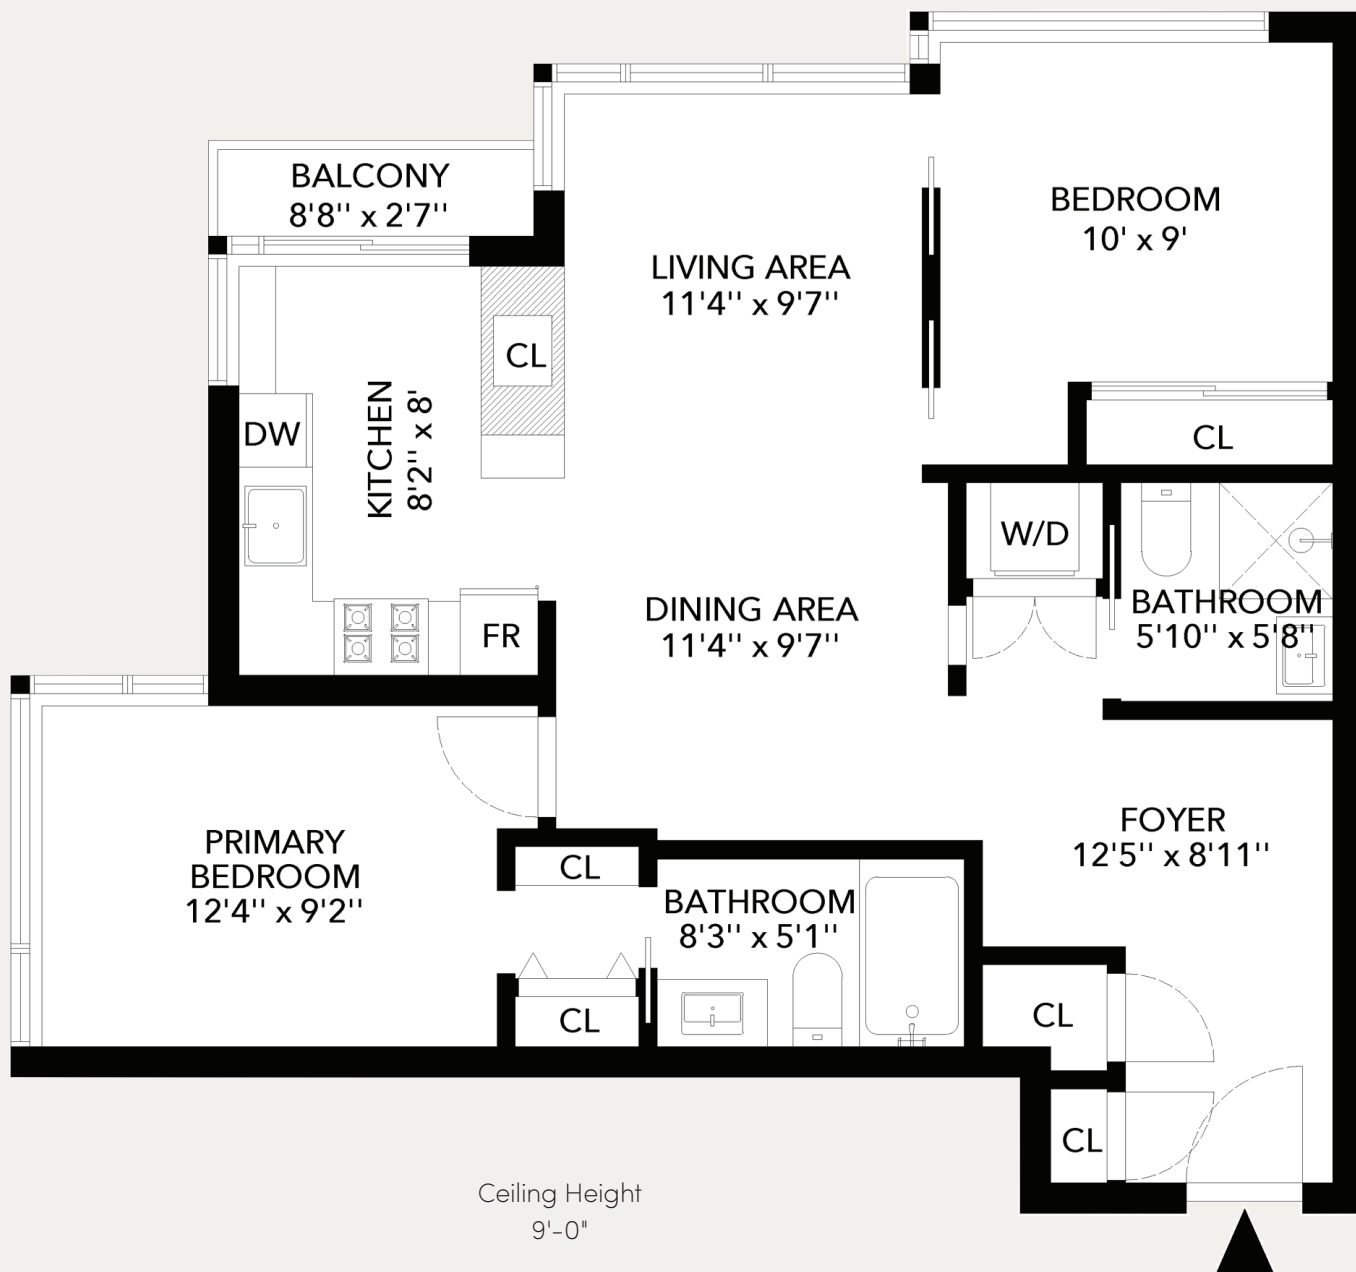 BALCONY
8'8'' x 2'7''
BEDROOM
10' x 9'
LIVING AREA
11'4'' x 9'7''
CL
KITCHEN
8'2'' x 8'
DW
CL
W/D
BATHROOM
5'10'' x 5'8''
DINING AREA
11'4'' x 9'7''
FR
PRIMARY
BEDROOM
12'4'' x 9'2''
CL
BATHROOM
8'3'' x 5'1''
FOYER
12'5'' x 8'11''
CL
CL
CL
Ceiling Height
9'-0"